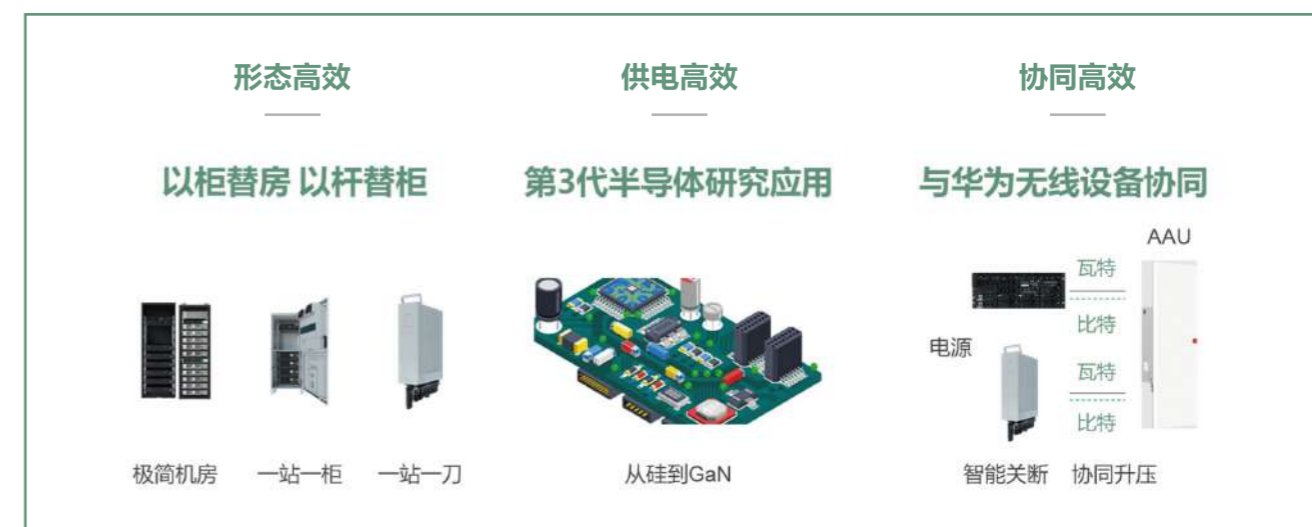 形态高效
以柜替房 以杆替柜
极简机房
一站一柜
一站一刀
供电高效
第3代半导体研究应用
从硅到GaN
协同高效
与华为无线设备协同
AAU
瓦特
比特
电源
瓦特
比特
智能关断
协同升压